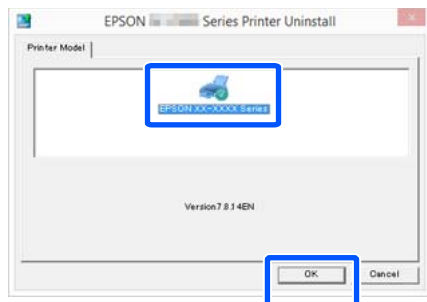 EPSON Series Printer Uninstall
Printer Model
EPSON XX-XXXX Series
Version7.8.14EN
OK
Cancel